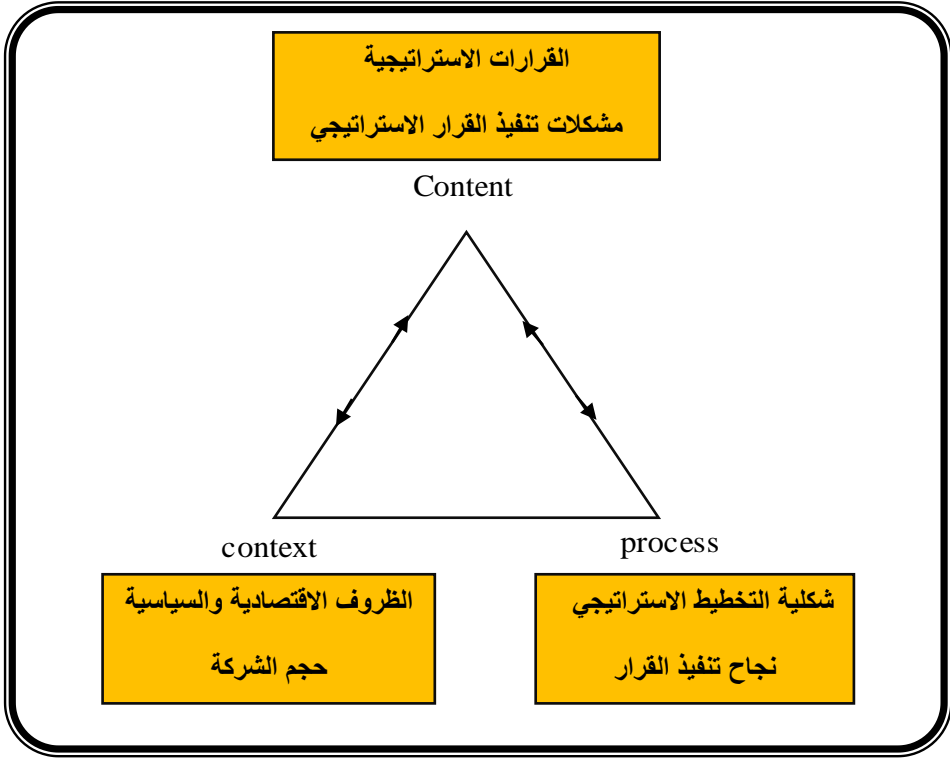 القرارات الاستراتيجية
مشكلات تنفيذ القرار الاستراتيجي
Content
context
process
الظروف الاقتصادية والسياسية
حجم الشركة
شكلية التخطيط الاستراتيجي
نجاح تنفيذ القرار